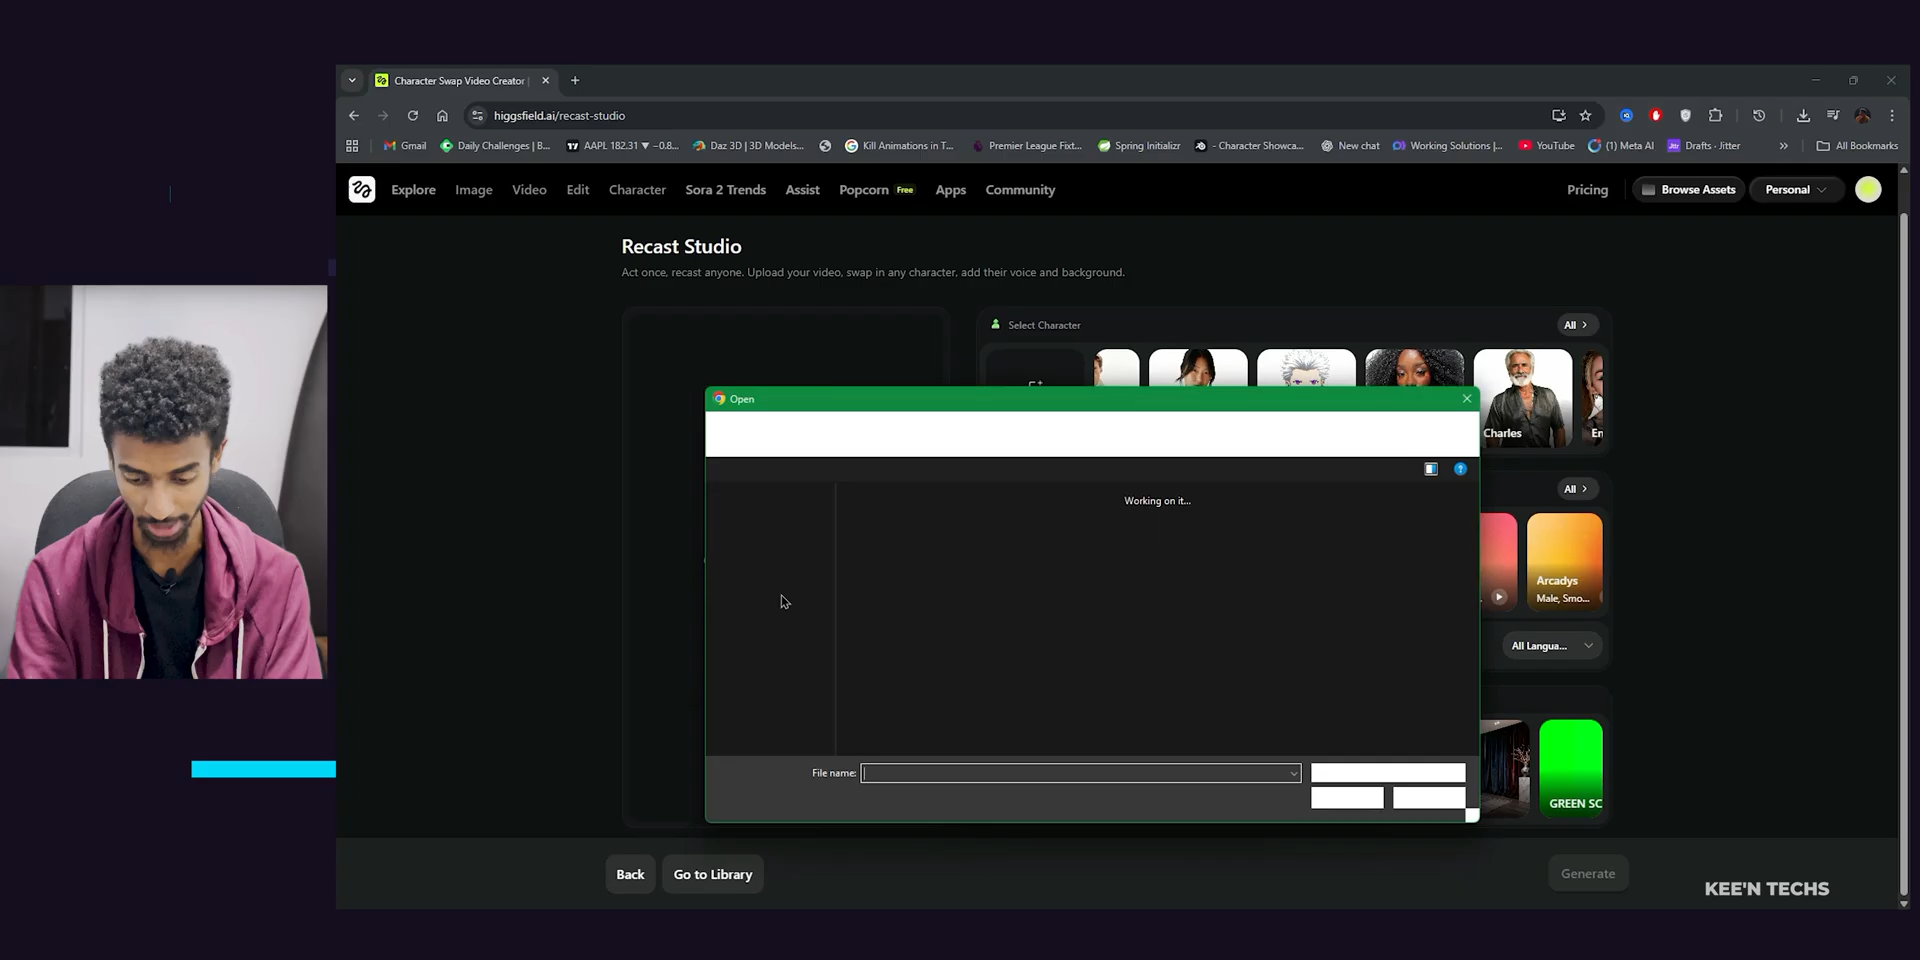 Character Swap Video Creator
higgsfield.ai/recast-studio
Gmail
Daily Challenges | B...
AAPL 182.31 ▼ −0.8...
Daz 3D | 3D Models...
Kill Animations in T...
Premier League Fixt...
Spring Initializr
- Character Showca...
New chat
Working Solutions |...
YouTube
(1) Meta AI
Drafts · Jitter
All Bookmarks
Explore
Image
Video
Edit
Character
Sora 2 Trends
Assist
Popcorn Free
Apps
Community
Pricing
Browse Assets
Personal
Recast Studio
Act once, recast anyone. Upload your video, swap in any character, add their voice and background.
Select Character
All
Charles
En
Open
Working on it...
All
Arcadys
Male, Smo...
All Langua...
File name:
GREEN SC
Back
Go to Library
Generate
KEE'N TECHS